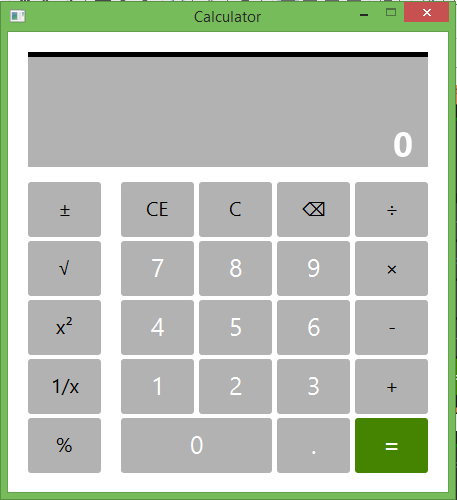 Calculator
0
± CE C ⌫ ÷
√ 7 8 9 ×
x² 4 5 6 -
1/x 1 2 3 +
% 0 . =